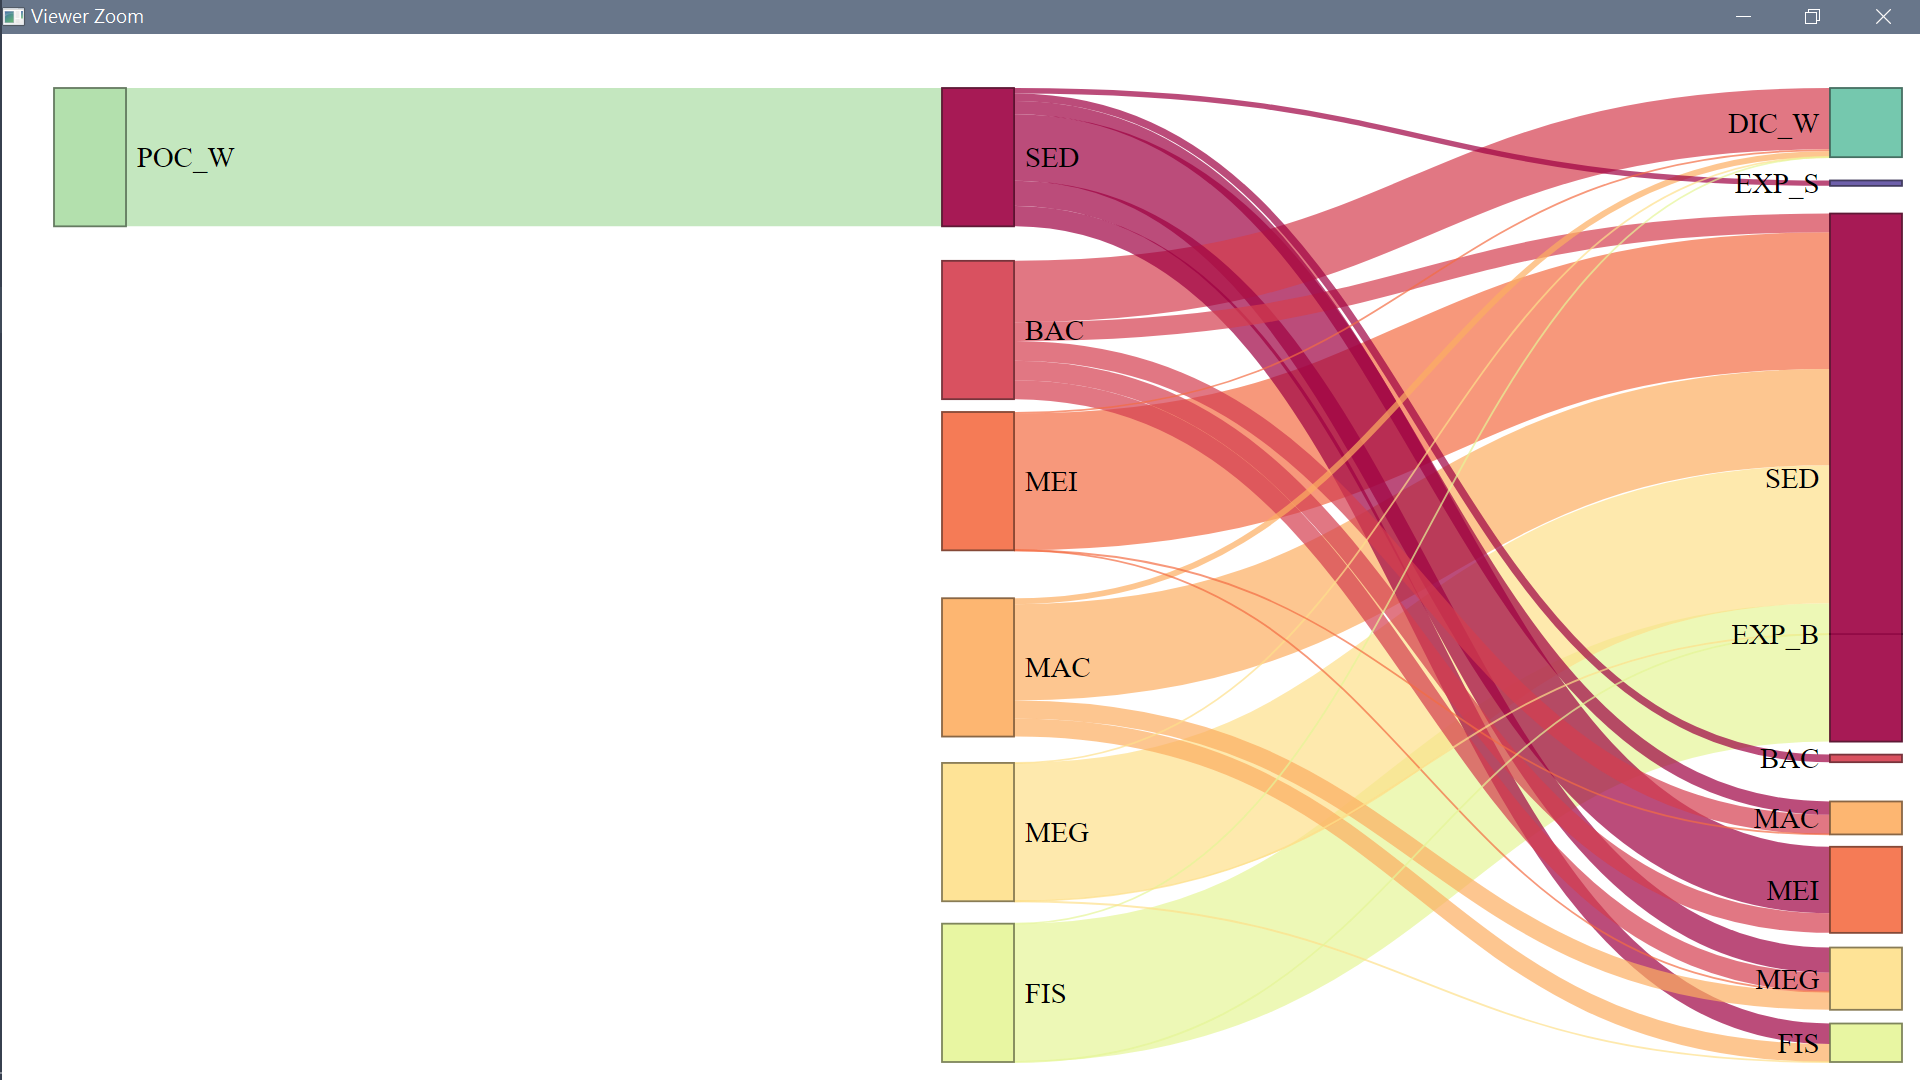 Viewer Zoom
POC_W
SED
BAC
MEI
MAC
MEG
FIS
DIC_W
EXP_S
SED
EXP_B
BAC
MAC
MEI
MEG
FIS